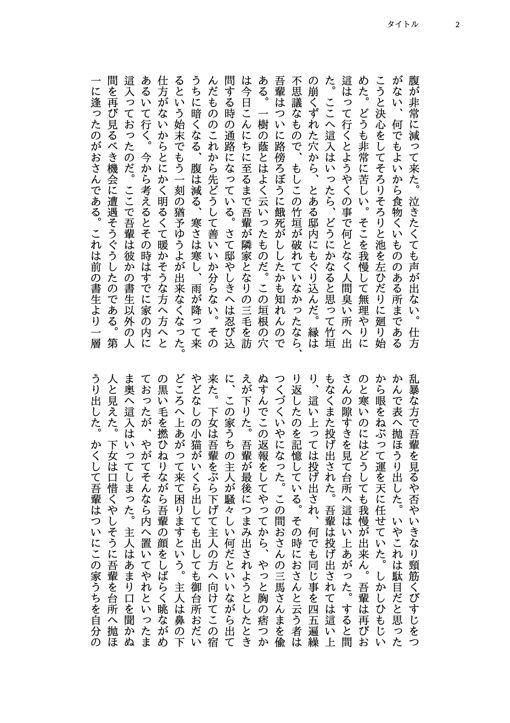 タイトル
2
腹が非常に減って来た。泣きたくても声が出ない。仕方
がない、何でもよいから食物くいもののある所まである
こうと決心をしてそろりそろりと池を左ひだりに廻り始
めた。どうも非常に苦しい。そこを我慢して無理やりに
這はって行くとようやくの事で何となく人間臭い所へ出
た。ここへ這入はいったら、どうにかなると思って竹垣
の崩くずれた穴から、とある邸内にもぐり込んだ。縁は
不思議なもので、もしこの竹垣が破れていなかったなら、
吾輩はついに路傍ろぼうに餓死がししたかも知れんので
ある。一樹の蔭とはよく云いったものだ。この垣根の穴
は今日こんにちに至るまで吾輩が隣家となりの三毛を訪
問する時の通路になっている。さて邸やしきへは忍び込
んだもののこれから先どうして善いいか分らない。その
うちに暗くなる、腹は減る、寒さは寒し、雨が降って来
るという始末でもう一刻の猶予ゆうよが出来なくなった。
仕方がないからとにかく明るくて暖かそうな方へ方へと
あるいて行く。今から考えるとその時はすでに家の内に
這入っておったのだ。ここで吾輩は彼かの書生以外の人
間を再び見るべき機会に遭遇そうぐうしたのである。第
一に逢ったのがおさんである。これは前の書生より一層
乱暴な方で吾輩を見るや否やいきなり頸筋くびすじをつ
かんで表へ抛ほうり出した。いやこれは駄目だと思った
から眼をねぶって運を天に任せていた。しかしひもじい
のと寒いのにはどうしても我慢が出来ん。吾輩は再びお
さんの隙すきを見て台所へ這はい上あがった。すると間
もなくまた投げ出された。吾輩は投げ出されては這い上
り、這い上っては投げ出され、何でも同じ事を四五遍繰
り返したのを記憶している。その時におさんと云う者は
つくづくいやになった。この間おさんの三馬さんまを偸
ぬすんでこの返報をしてやってから、やっと胸の痞つか
えが下りた。吾輩が最後につまみ出されようとしたとき
に、この家うちの主人が騒々しい何だといいながら出て
来た。下女は吾輩をぶら下げて主人の方へ向けてこの宿
やどなしの小猫がいくら出しても出しても御台所おだい
どころへ上あがって来て困りますという。主人は鼻の下
の黒い毛を撚ひねりながら吾輩の顔をしばらく眺ながめ
ておったが、やがてそんなら内へ置いてやれといったま
ま奥へ這入はいってしまった。主人はあまり口を聞かぬ
人と見えた。下女は口惜くやしそうに吾輩を台所へ抛ほ
うり出した。かくして吾輩はついにこの家うちを自分の